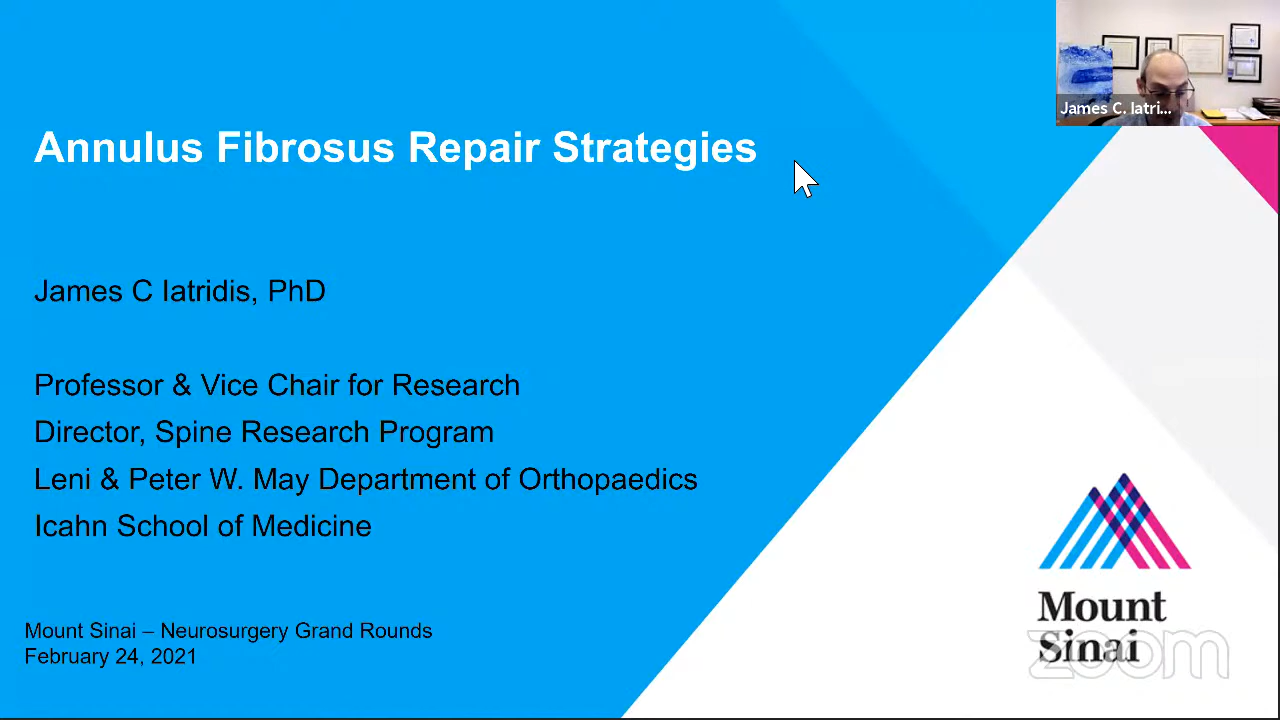 James C. Iatri...
Annulus Fibrosus Repair Strategies
James C Iatridis, PhD
Professor & Vice Chair for Research
Director, Spine Research Program
Leni & Peter W. May Department of Orthopaedics
Icahn School of Medicine
Mount Sinai – Neurosurgery Grand Rounds
February 24, 2021
Mount
Sinai
zoom